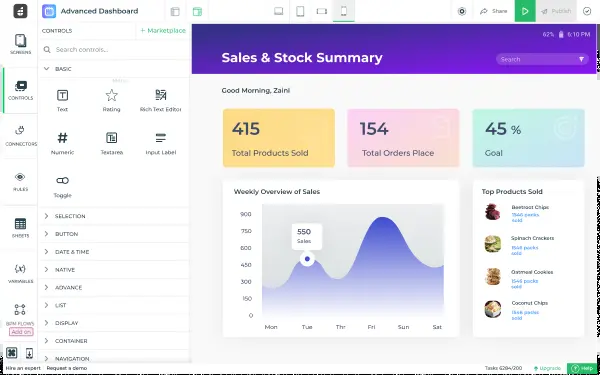 Advanced Dashboard
Share
Publish
SCREENS
CONTROLS
CONNECTORS
RULES
SHEETS
VARIABLES
BPM FLOWS
Add-on
CONTROLS
+ Marketplace
Search controls...
BASIC
Text
Rating
Rich Text Editor
Numeric
Textarea
Input Label
Toggle
SELECTION
BUTTON
DATE & TIME
NATIVE
ADVANCE
LIST
DISPLAY
CONTAINER
NAVIGATION
62% 6:10 PM
Sales & Stock Summary
Search
Good Morning, Zaini
415
Total Products Sold
154
Total Orders Place
45 %
Goal
Weekly Overview of Sales
900
750
600
450
300
150
0
550
Sales
Mon Tue Thr Fri Sun Sat
Top Products Sold
Beetroot Chips
1546 packs
sold
Spinach Crackers
1546 packs
sold
Oatmeal Cookies
1546 packs
sold
Coconut Chips
1546 packs
sold
Hire an expert Request a demo
Tasks 6284/200 Upgrade Help